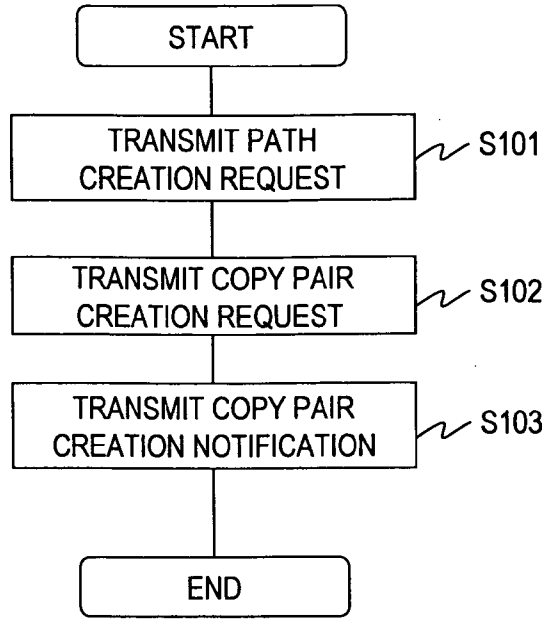 START
TRANSMIT PATH
CREATION REQUEST
S101
TRANSMIT COPY PAIR
CREATION REQUEST
S102
TRANSMIT COPY PAIR
CREATION NOTIFICATION
S103
END